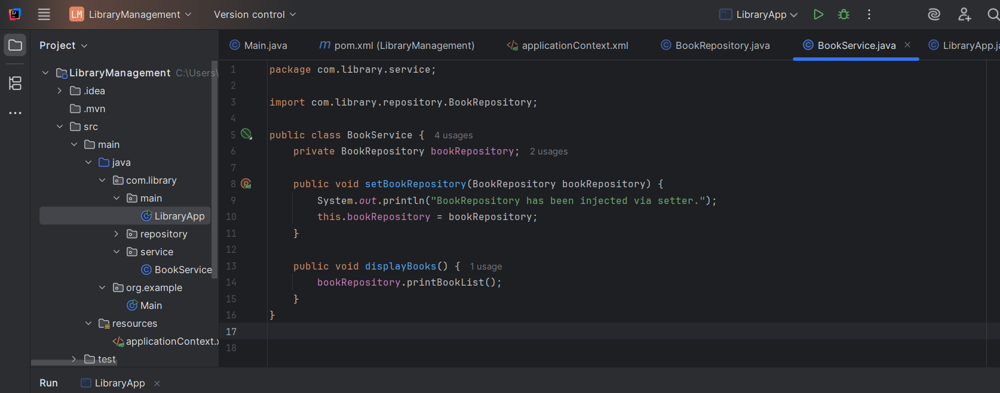 LM LibraryManagement Version control LibraryApp
Project
Main.java
m pom.xml (LibraryManagement)
applicationContext.xml
BookRepository.java
BookService.java
LibraryApp.ja
LibraryManagement C:\Users\
.idea
.mvn
src
main
java
com.library
main
LibraryApp
repository
service
BookService
org.example
Main
resources
applicationContext.x
test
1 package com.library.service;
2
3 import com.library.repository.BookRepository;
4
5 public class BookService { 4 usages
6 private BookRepository bookRepository; 2 usages
7
8 public void setBookRepository(BookRepository bookRepository) {
9 System.out.println("BookRepository has been injected via setter.");
10 this.bookRepository = bookRepository;
11 }
12
13 public void displayBooks() { 1 usage
14 bookRepository.printBookList();
15 }
16 }
17
18
Run LibraryApp